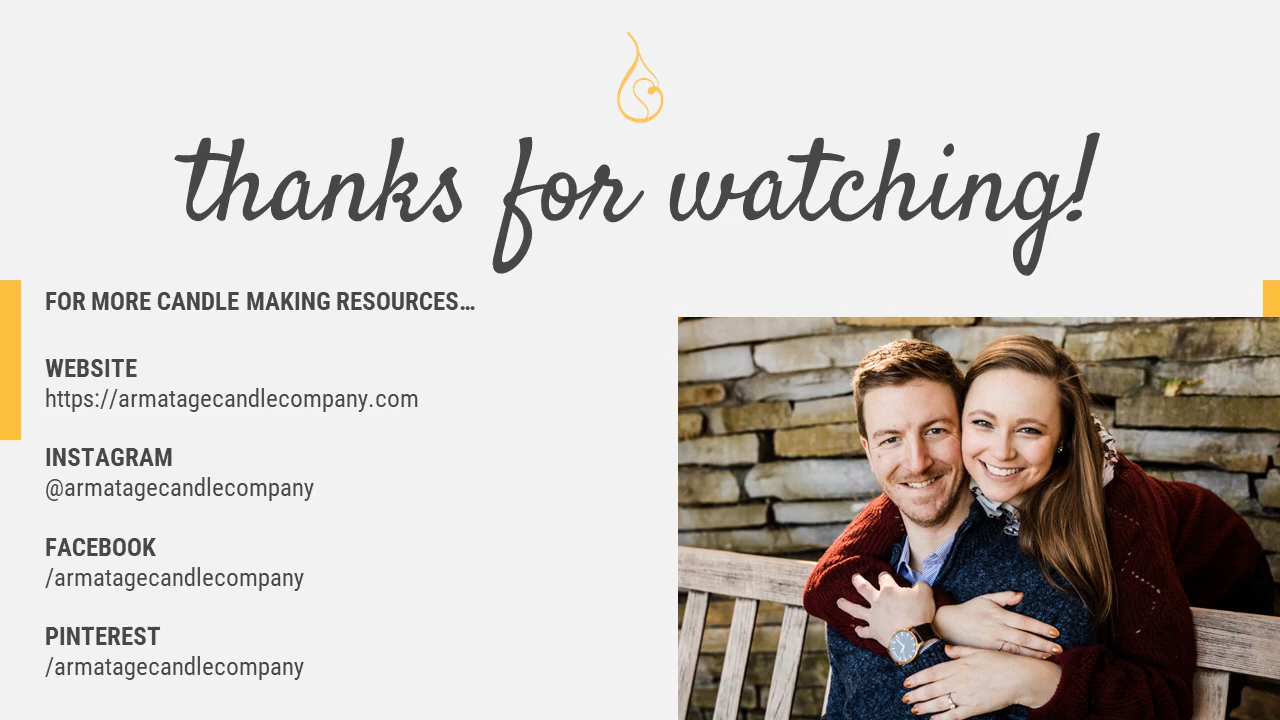 thanks for watching!
FOR MORE CANDLE MAKING RESOURCES...
WEBSITE
https://armatagecandlecompany.com
INSTAGRAM
@armatagecandlecompany
FACEBOOK
/armatagecandlecompany
PINTEREST
/armatagecandlecompany